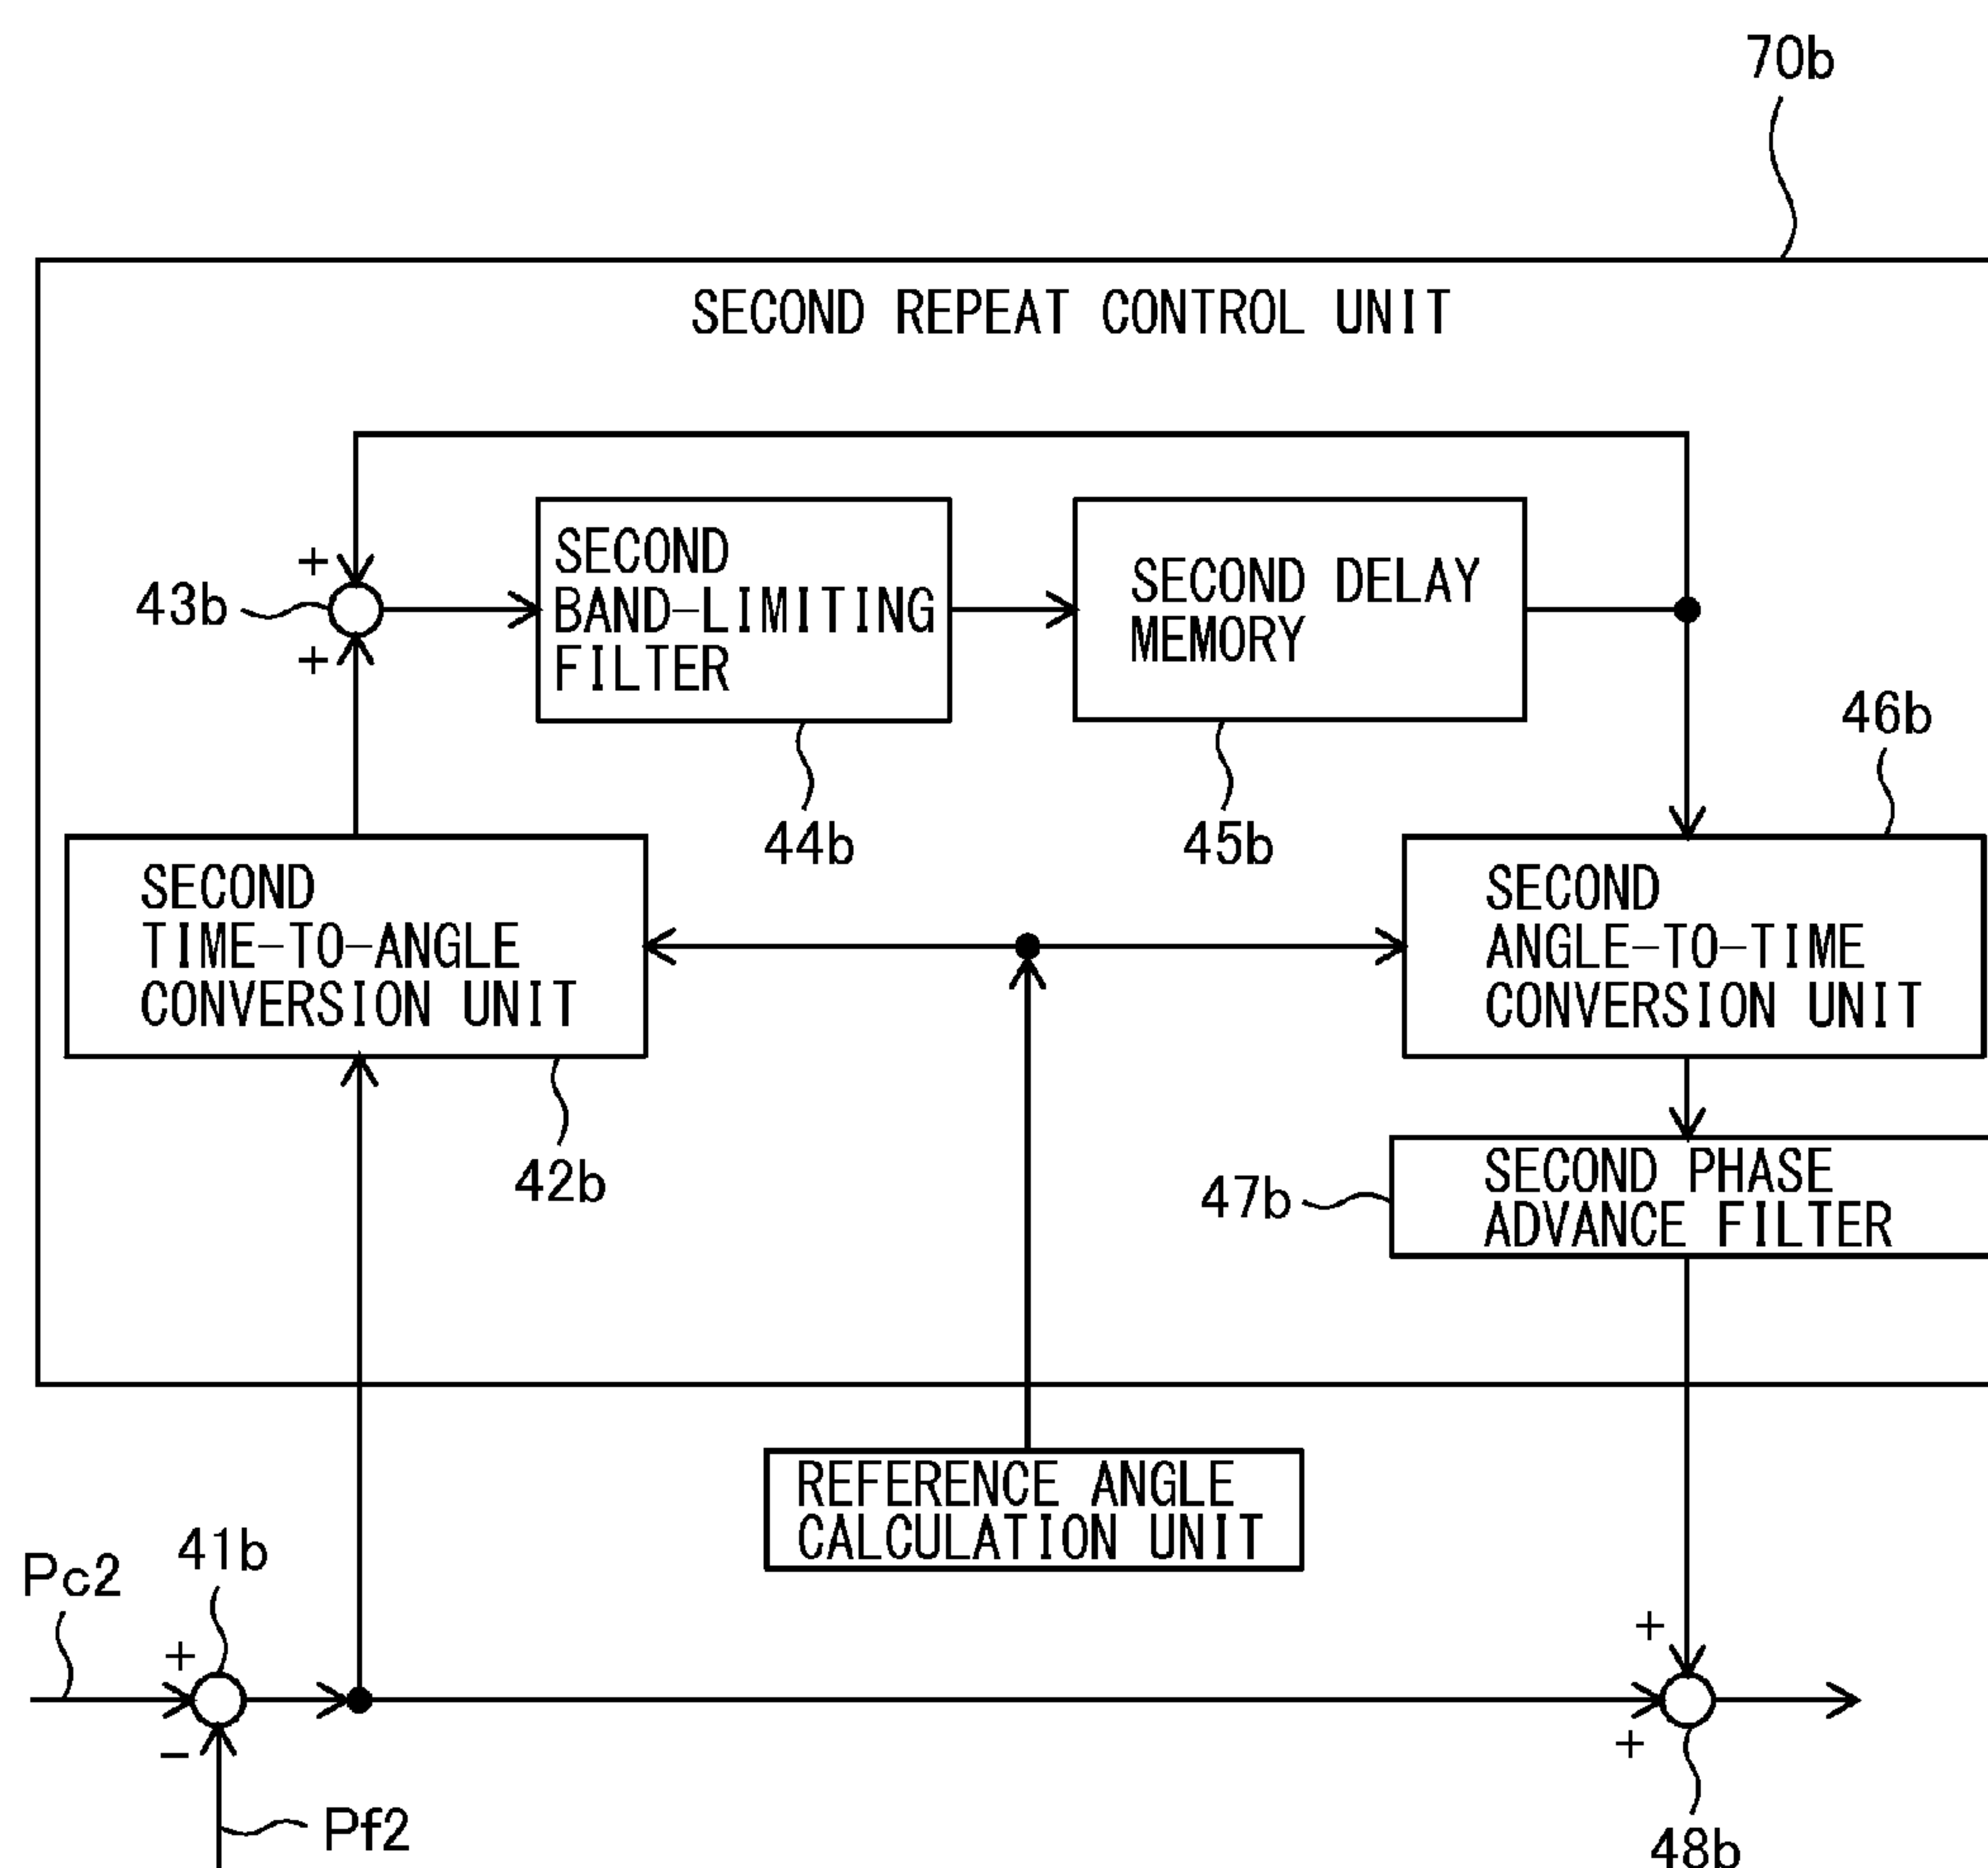 70b
SECOND REPEAT CONTROL UNIT
+
43b
+
SECOND
BAND-LIMITING
FILTER
SECOND DELAY
MEMORY
44b
45b
46b
SECOND
TIME-TO-ANGLE
CONVERSION UNIT
SECOND
ANGLE-TO-TIME
CONVERSION UNIT
42b
47b
SECOND PHASE
ADVANCE FILTER
REFERENCE ANGLE
CALCULATION UNIT
Pc2
41b
+
−
Pf2
+
+
48b